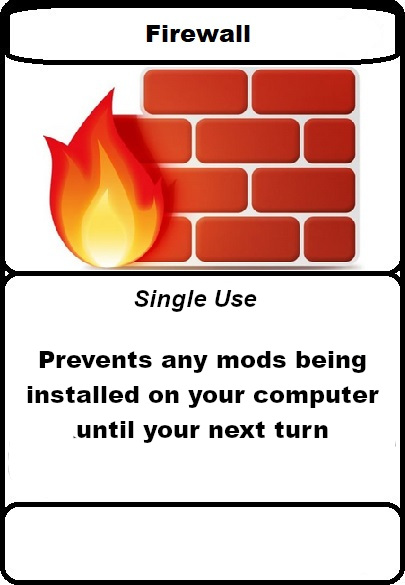 Firewall
Single Use
Prevents any mods being
installed on your computer
until your next turn